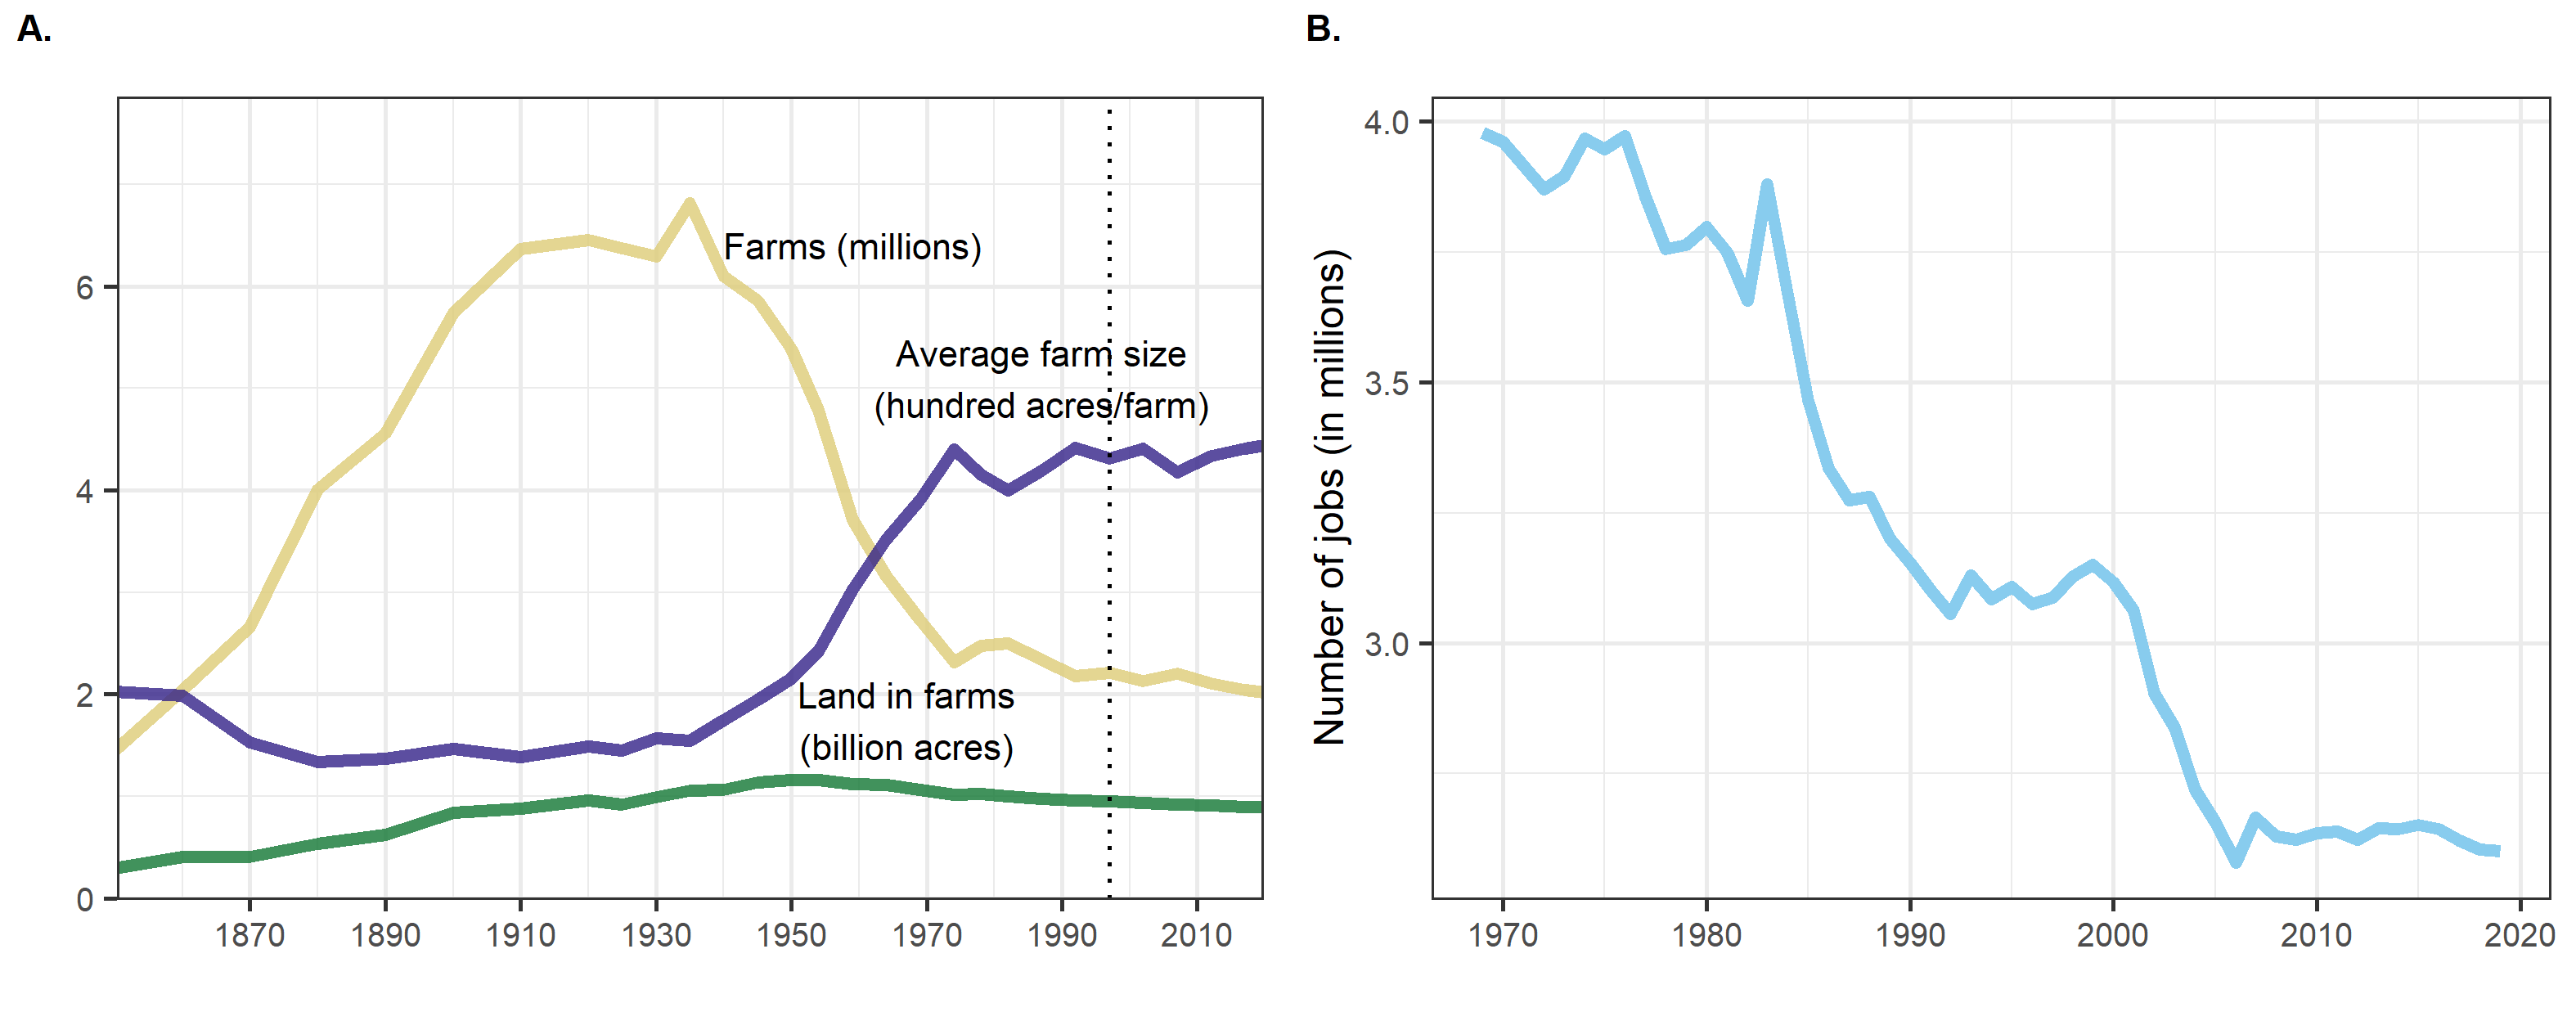 A.
Farms (millions)
Average farm size
(hundred acres/farm)
Land in farms
(billion acres)
6
4
2
0
1870 1890 1910 1930 1950 1970 1990 2010
B.
Number of jobs (in millions)
4.0
3.5
3.0
1970 1980 1990 2000 2010 2020